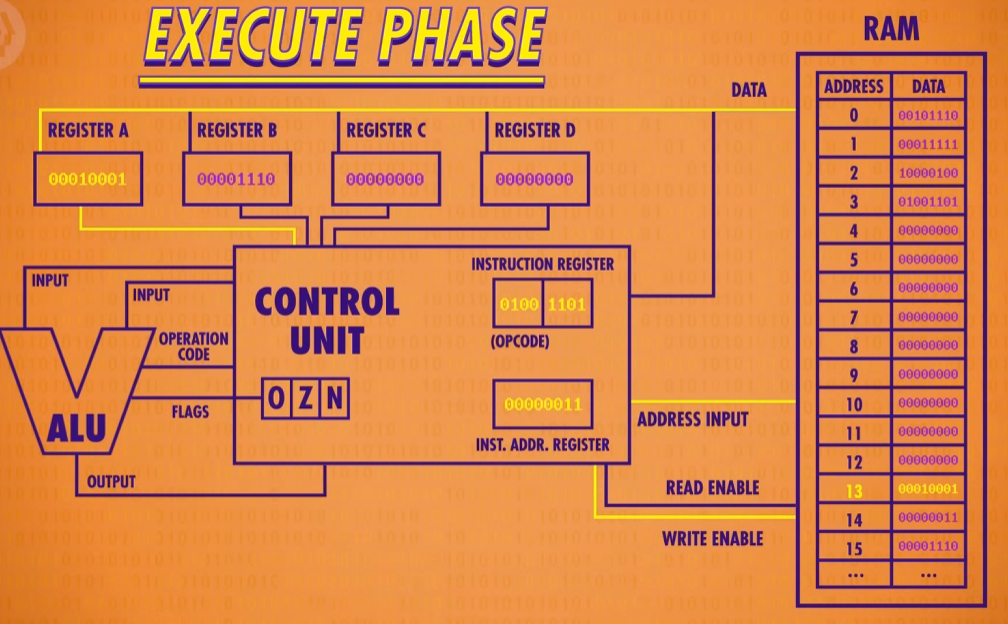 EXECUTE PHASE
RAM
DATA
ADDRESS DATA
0 00101110
1 00011111
2 10000100
3 01001101
4 00000000
5 00000000
6 00000000
7 00000000
8 00000000
9 00000000
10 00000000
11 00000000
12 00000000
13 00010001
14 00000011
15 00001110
... ...
REGISTER A
00010001
REGISTER B
00001110
REGISTER C
00000000
REGISTER D
00000000
INPUT
INPUT
OPERATION
CODE
FLAGS
ALU
OUTPUT
CONTROL
UNIT
O Z N
INSTRUCTION REGISTER
0100 1101
(OPCODE)
00000011
INST. ADDR. REGISTER
ADDRESS INPUT
READ ENABLE
WRITE ENABLE